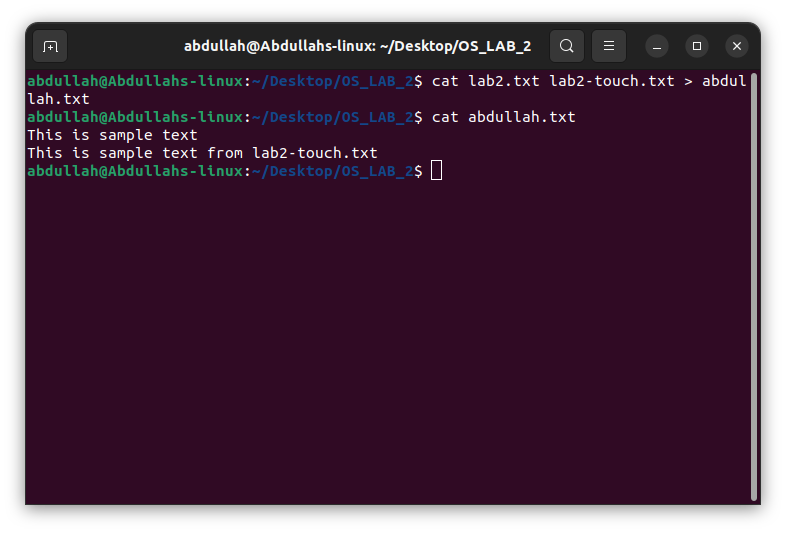 abdullah@Abdullahs-linux: ~/Desktop/OS_LAB_2
abdullah@Abdullahs-linux:~/Desktop/OS_LAB_2$ cat lab2.txt lab2-touch.txt > abdul
lah.txt
abdullah@Abdullahs-linux:~/Desktop/OS_LAB_2$ cat abdullah.txt
This is sample text
This is sample text from lab2-touch.txt
abdullah@Abdullahs-linux:~/Desktop/OS_LAB_2$